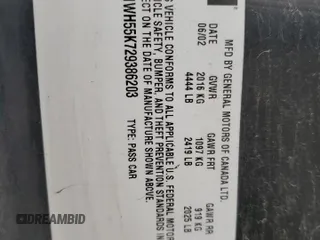 MFD BY GENERAL MOTORS OF CANADA LTD.
DATE GVWR GAWR FRT GAWR RR
06/02 2016 KG 1097 KG 919 KG
4444 LB 2419 LB 2025 LB
VEHICLE CONFORMS TO ALL APPLICABLE U.S. FEDERAL MOTOR
VEHICLE SAFETY, BUMPER, AND THEFT PREVENTION STANDARDS IN
EFFECT ON THE DATE OF MANUFACTURE SHOWN ABOVE.
WH55K729386203 TYPE: PASS CAR
DREAMBID